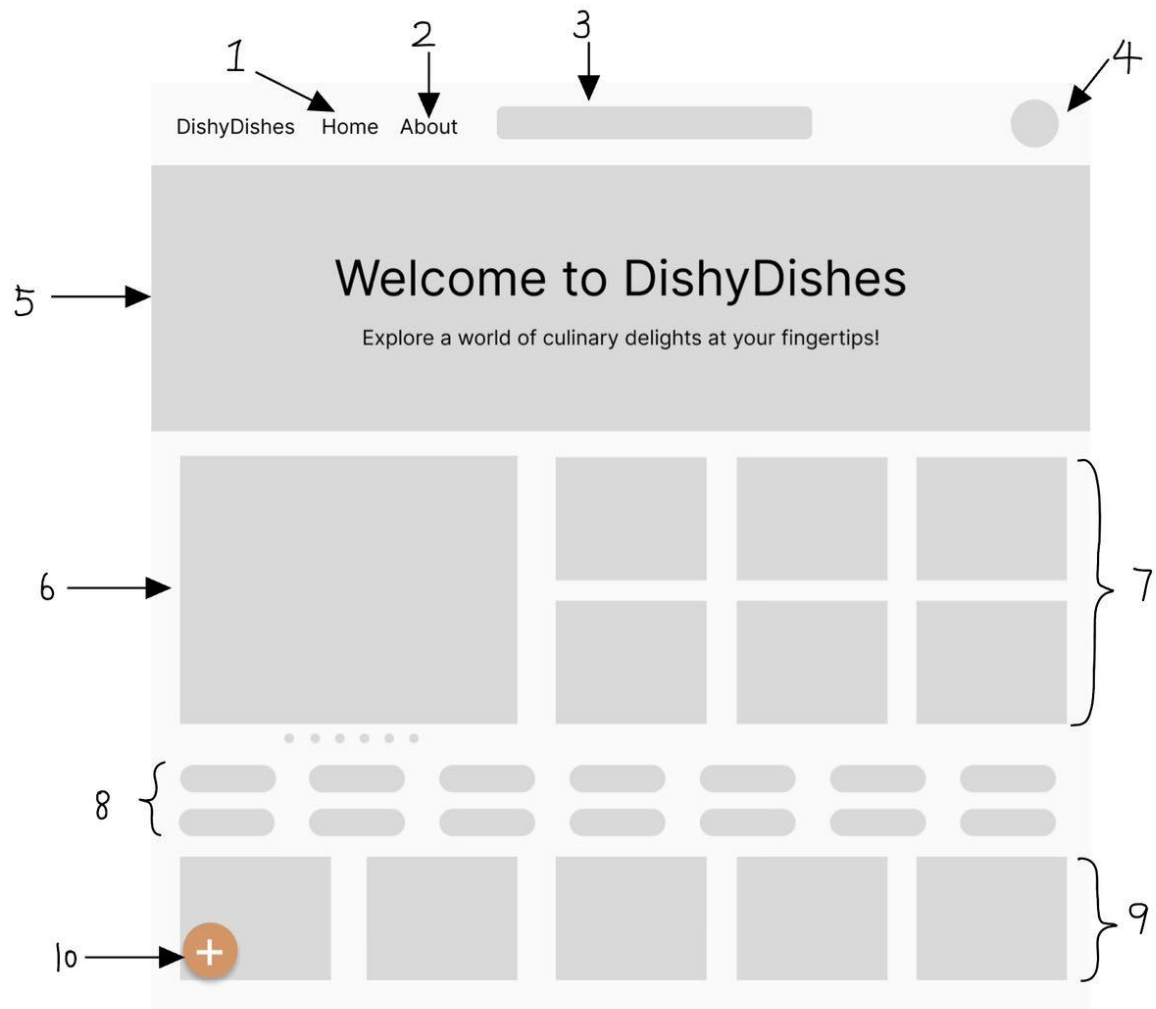 1 2 3 4
DishyDishes Home About
5
Welcome to DishyDishes
Explore a world of culinary delights at your fingertips!
6 7
8
9
10 +